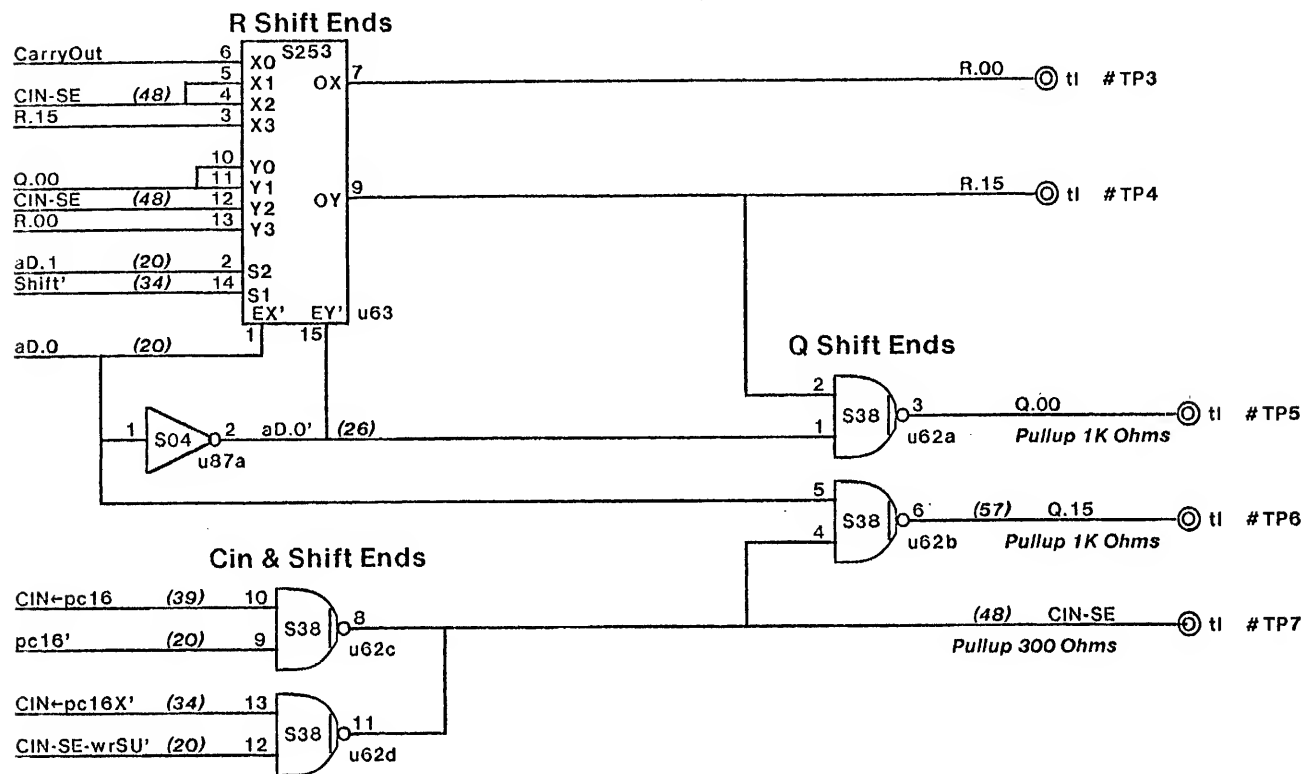 R Shift Ends
CarryOut 6 X0 S253
5 X1 OX 7 R.00 tl #TP3
CIN-SE (48) 4 X2
R.15 3 X3
10 Y0
Q.00 11 Y1 OY 9 R.15 tl #TP4
CIN-SE (48) 12 Y2
R.00 13 Y3
aD.1 (20) 2 S2
Shift' (34) 14 S1
EX' EY' u63
1 15
aD.0 (20)
Q Shift Ends
2 S38 3 Q.00 tl #TP5
1 S04 2 aD.0' (26) 1 u62a Pullup 1K Ohms
u87a
5 S38 6 (57) Q.15 tl #TP6
4 u62b Pullup 1K Ohms
Cin & Shift Ends
CIN←pc16 (39) 10 S38 8 (48) CIN-SE tl #TP7
pc16' (20) 9 u62c Pullup 300 Ohms
CIN←pc16X' (34) 13 S38 11
CIN-SE-wrSU' (20) 12 u62d